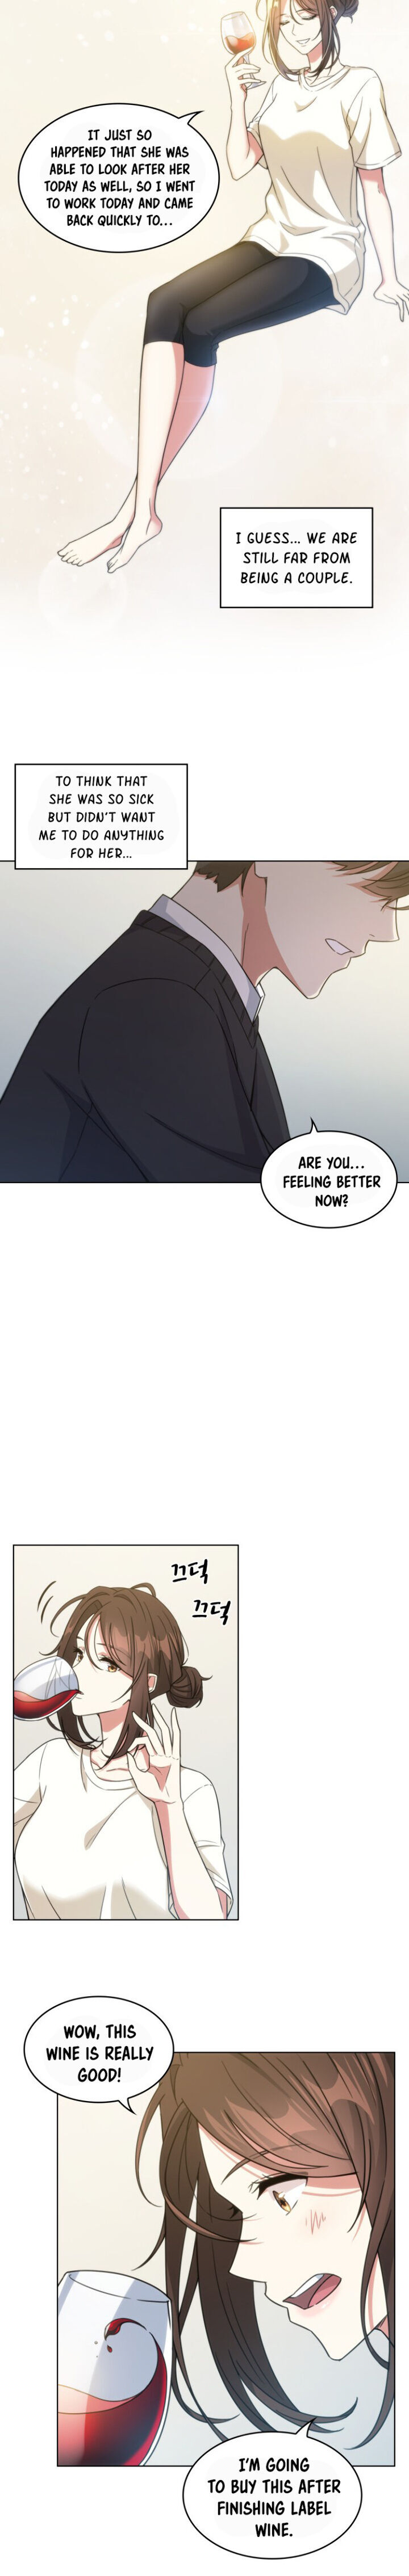 IT JUST SO
HAPPENED THAT SHE WAS
ABLE TO LOOK AFTER HER
TODAY AS WELL, SO I WENT
TO WORK TODAY AND CAME
BACK QUICKLY TO...
I GUESS... WE ARE
STILL FAR FROM
BEING A COUPLE.
TO THINK THAT
SHE WAS SO SICK
BUT DIDN'T WANT
ME TO DO ANYTHING
FOR HER...
ARE YOU...
FEELING BETTER
NOW?
끄덕
끄덕
WOW, THIS
WINE IS REALLY
GOOD!
I'M GOING
TO BUY THIS AFTER
FINISHING LABEL
WINE.